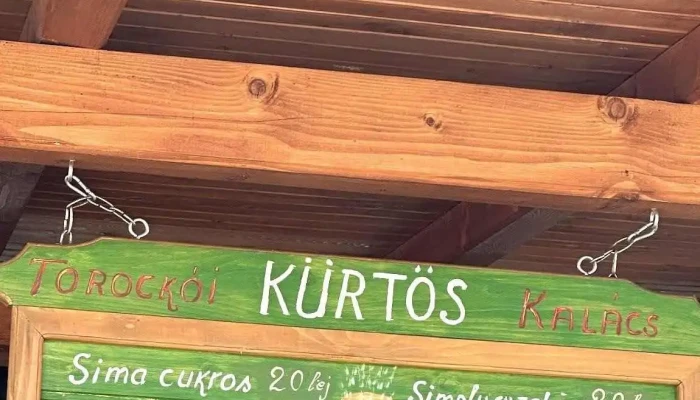 TOROCKÓI KÜRTÖS KALÁCS
Sima cukros 20 lej